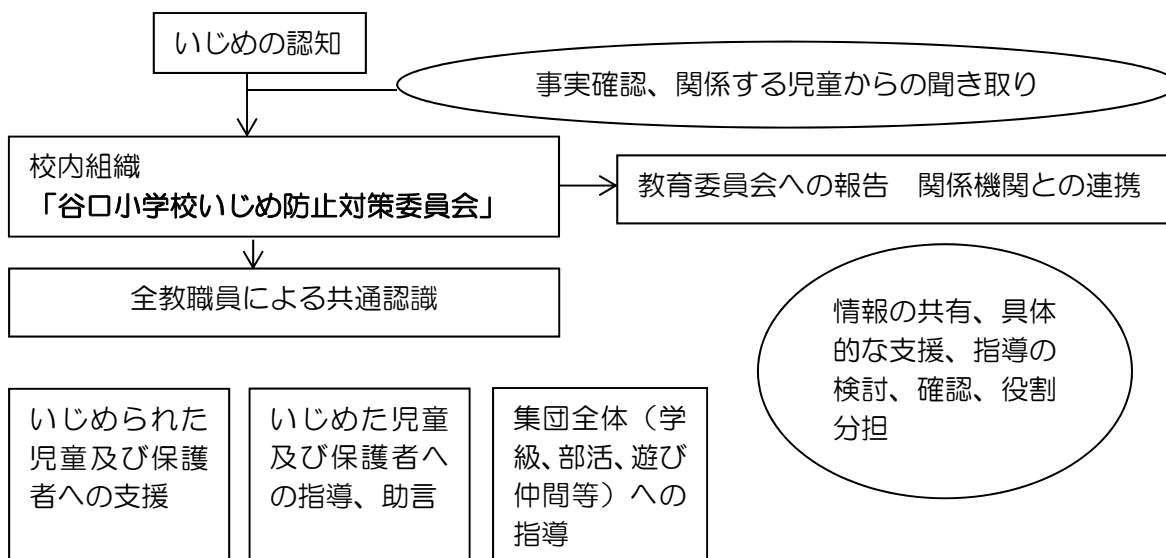 いじめの認知
事実確認、関係する児童からの聞き取り
校内組織
「谷口小学校いじめ防止対策委員会」
教育委員会への報告　関係機関との連携
全教職員による共通認識
情報の共有、具体
的な支援、指導の
検討、確認、役割
分担
いじめられた
児童及び保護
者への支援
いじめた児童
及び保護者へ
の指導、助言
集団全体（学
級、部活、遊び
仲間等）への
指導